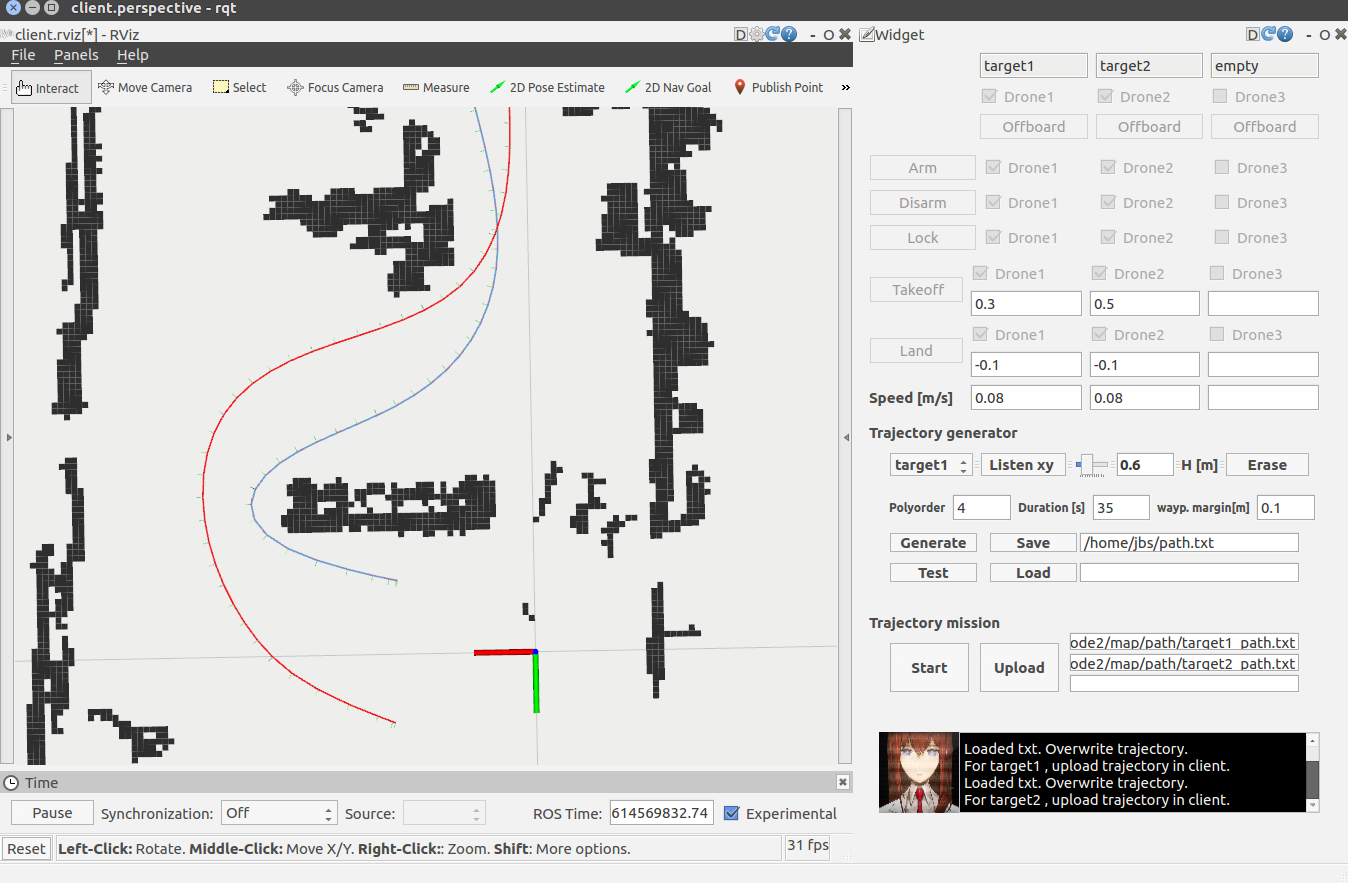 client.perspective - rqt
client.rviz[*] - RViz
D
- O
File Panels Help
Interact Move Camera Select Focus Camera Measure 2D Pose Estimate 2D Nav Goal Publish Point »
Time
Pause Synchronization: Off Source: ROS Time: 614569832.74 Experimental
Reset Left-Click: Rotate. Middle-Click: Move X/Y. Right-Click:: Zoom. Shift: More options. 31 fps
Widget
D
- O
target1 target2 empty
Drone1 Drone2 Drone3
Offboard Offboard Offboard
Arm Drone1 Drone2 Drone3
Disarm Drone1 Drone2 Drone3
Lock Drone1 Drone2 Drone3
Drone1 Drone2 Drone3
Takeoff
0.3 0.5
Drone1 Drone2 Drone3
Land
-0.1 -0.1
Speed [m/s] 0.08 0.08
Trajectory generator
target1 Listen xy 0.6 H [m] Erase
Polyorder 4 Duration [s] 35 wayp. margin[m] 0.1
Generate Save /home/jbs/path.txt
Test Load
Trajectory mission
Start Upload
ode2/map/path/target1_path.txt
ode2/map/path/target2_path.txt
Loaded txt. Overwrite trajectory.
For target1 , upload trajectory in client.
Loaded txt. Overwrite trajectory.
For target2 , upload trajectory in client.